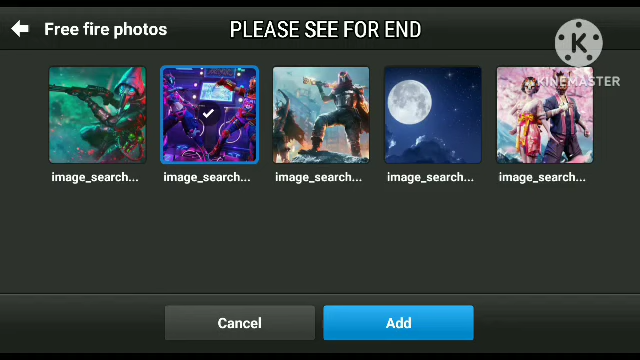 Free fire photos
PLEASE SEE FOR END
K
KINEMASTER
image_search...
image_search...
image_search...
image_search...
image_search...
Cancel
Add